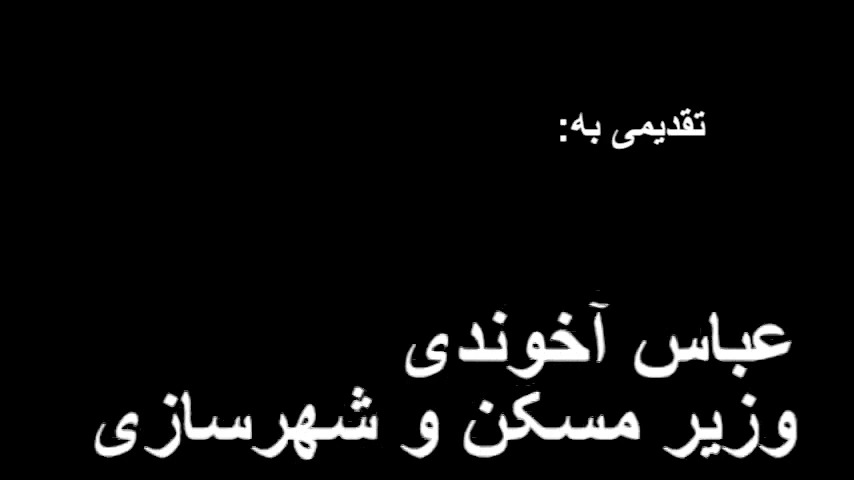 تقدیمی به:
عباس آخوندی
وزیر مسکن و شهرسازی